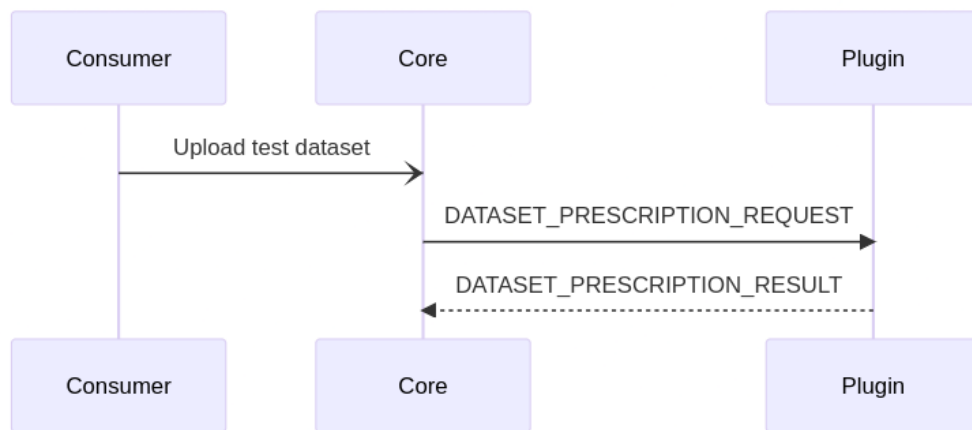 Consumer
Core
Plugin
Upload test dataset
DATASET_PRESCRIPTION_REQUEST
DATASET_PRESCRIPTION_RESULT
Consumer
Core
Plugin